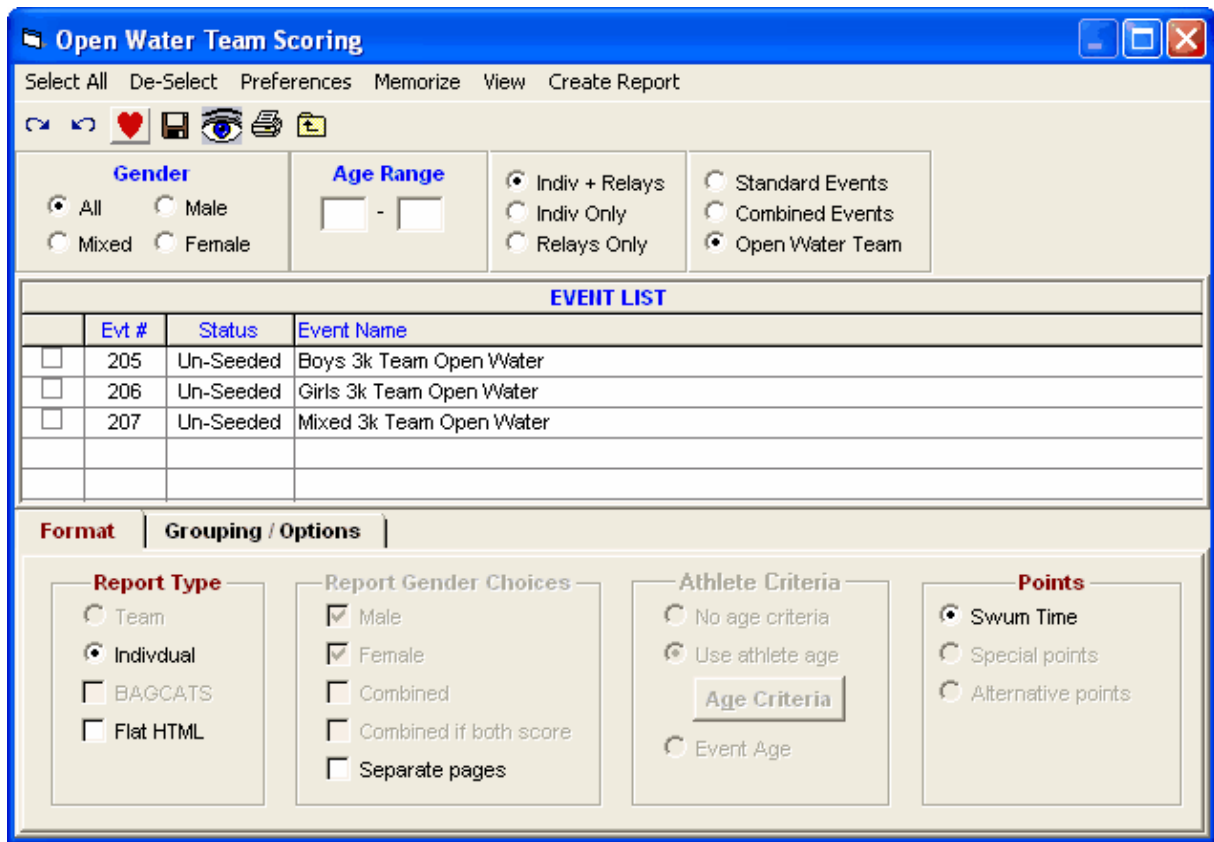 Open Water Team Scoring
Select All De-Select Preferences Memorize View Create Report
Gender
All Male
Mixed Female
Age Range
-
Indiv + Relays
Indiv Only
Relays Only
Standard Events
Combined Events
Open Water Team
EVENT LIST
Evt # Status Event Name
205 Un-Seeded Boys 3k Team Open Water
206 Un-Seeded Girls 3k Team Open Water
207 Un-Seeded Mixed 3k Team Open Water
Format Grouping / Options
Report Type
Team
Indivdual
BAGCATS
Flat HTML
Report Gender Choices
Male
Female
Combined
Combined if both score
Separate pages
Athlete Criteria
No age criteria
Use athlete age
Age Criteria
Event Age
Points
Swum Time
Special points
Alternative points